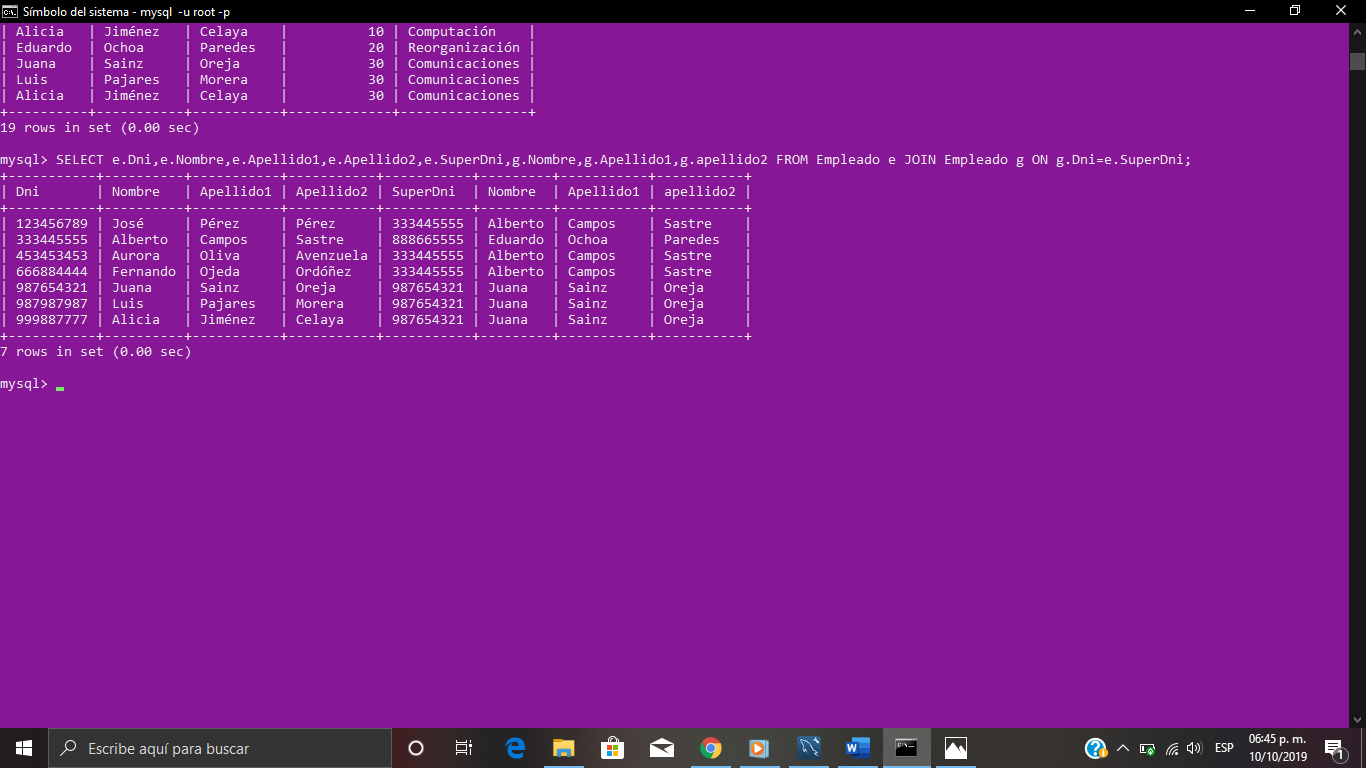 Símbolo del sistema - mysql -u root -p
| Alicia   | Jiménez   | Celaya    |          10 | Computación    |
| Eduardo  | Ochoa     | Paredes   |          20 | Reorganización |
| Juana    | Sainz     | Oreja     |          30 | Comunicaciones |
| Luis     | Pajares   | Morera    |          30 | Comunicaciones |
| Alicia   | Jiménez   | Celaya    |          30 | Comunicaciones |
+----------+-----------+-----------+-------------+----------------+
19 rows in set (0.00 sec)
mysql> SELECT e.Dni,e.Nombre,e.Apellido1,e.Apellido2,e.SuperDni,g.Nombre,g.Apellido1,g.apellido2 FROM Empleado e JOIN Empleado g ON g.Dni=e.SuperDni;
+-----------+----------+-----------+-----------+-----------+---------+-----------+-----------+
| Dni       | Nombre   | Apellido1 | Apellido2 | SuperDni  | Nombre  | Apellido1 | apellido2 |
+-----------+----------+-----------+-----------+-----------+---------+-----------+-----------+
| 123456789 | José     | Pérez     | Pérez     | 333445555 | Alberto | Campos    | Sastre    |
| 333445555 | Alberto  | Campos    | Sastre    | 888665555 | Eduardo | Ochoa     | Paredes   |
| 453453453 | Aurora   | Oliva     | Avenzuela | 333445555 | Alberto | Campos    | Sastre    |
| 666884444 | Fernando | Ojeda     | Ordóñez   | 333445555 | Alberto | Campos    | Sastre    |
| 987654321 | Juana    | Sainz     | Oreja     | 987654321 | Juana   | Sainz     | Oreja     |
| 987987987 | Luis     | Pajares   | Morera    | 987654321 | Juana   | Sainz     | Oreja     |
| 999887777 | Alicia   | Jiménez   | Celaya    | 987654321 | Juana   | Sainz     | Oreja     |
+-----------+----------+-----------+-----------+-----------+---------+-----------+-----------+
7 rows in set (0.00 sec)
mysql>
Escribe aquí para buscar
ESP
06:45 p. m.
10/10/2019
1